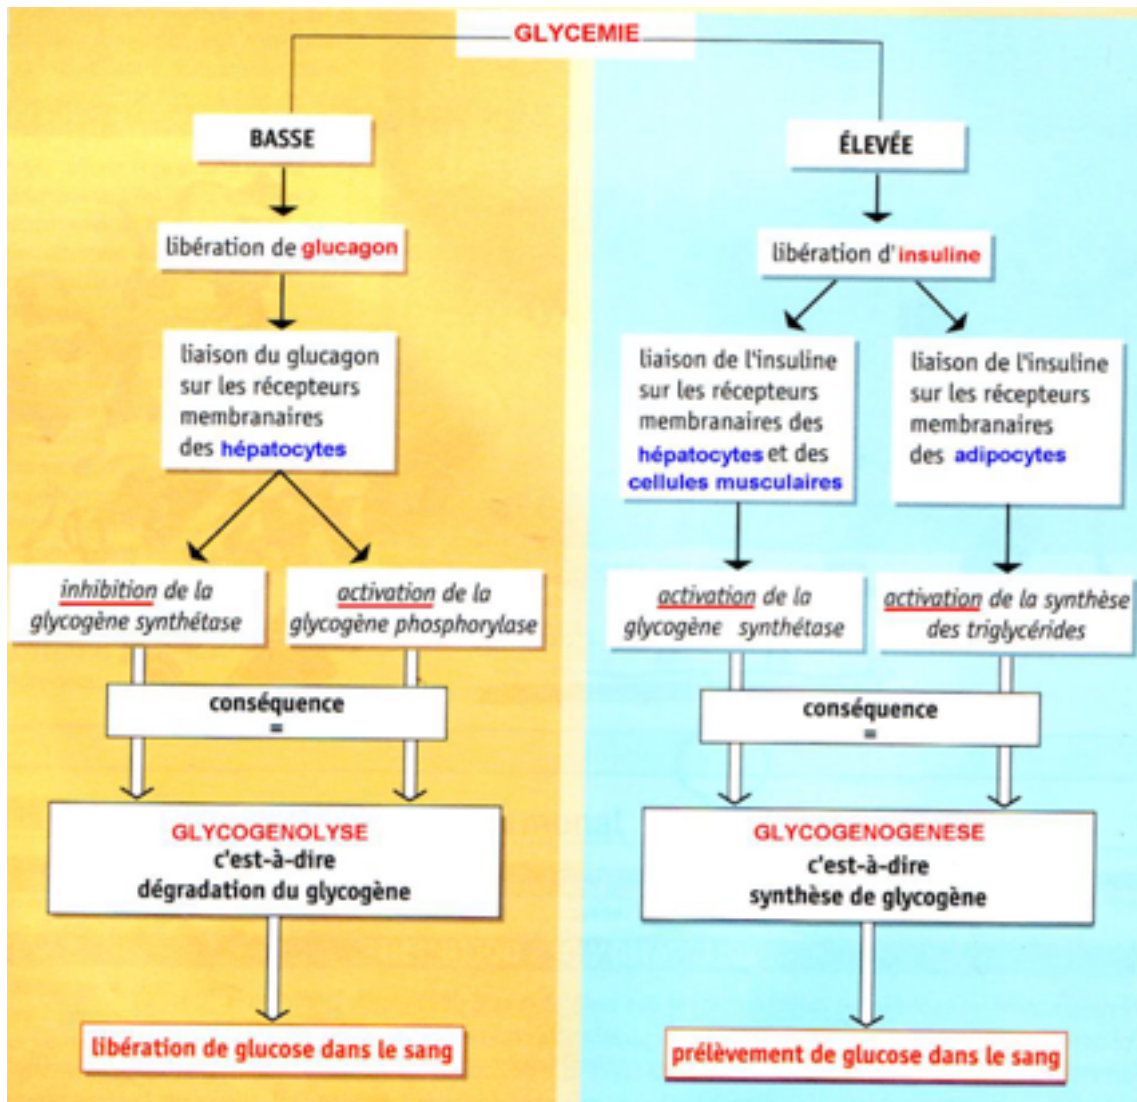 GLYCEMIE
BASSE
libération de glucagon
liaison du glucagon
sur les récepteurs
membranaires
des hépatocytes
inhibition de la
glycogène synthétase
activation de la
glycogène phosphorylase
conséquence
=
GLYCOGENOLYSE
c'est-à-dire
dégradation du glycogène
libération de glucose dans le sang
ÉLEVÉE
libération d'insuline
liaison de l'insuline
sur les récepteurs
membranaires des
hépatocytes et des
cellules musculaires
liaison de l'insuline
sur les récepteurs
membranaires
des adipocytes
activation de la
glycogène synthétase
activation de la synthèse
des triglycérides
conséquence
=
GLYCOGENOGENESE
c'est-à-dire
synthèse de glycogène
prélèvement de glucose dans le sang